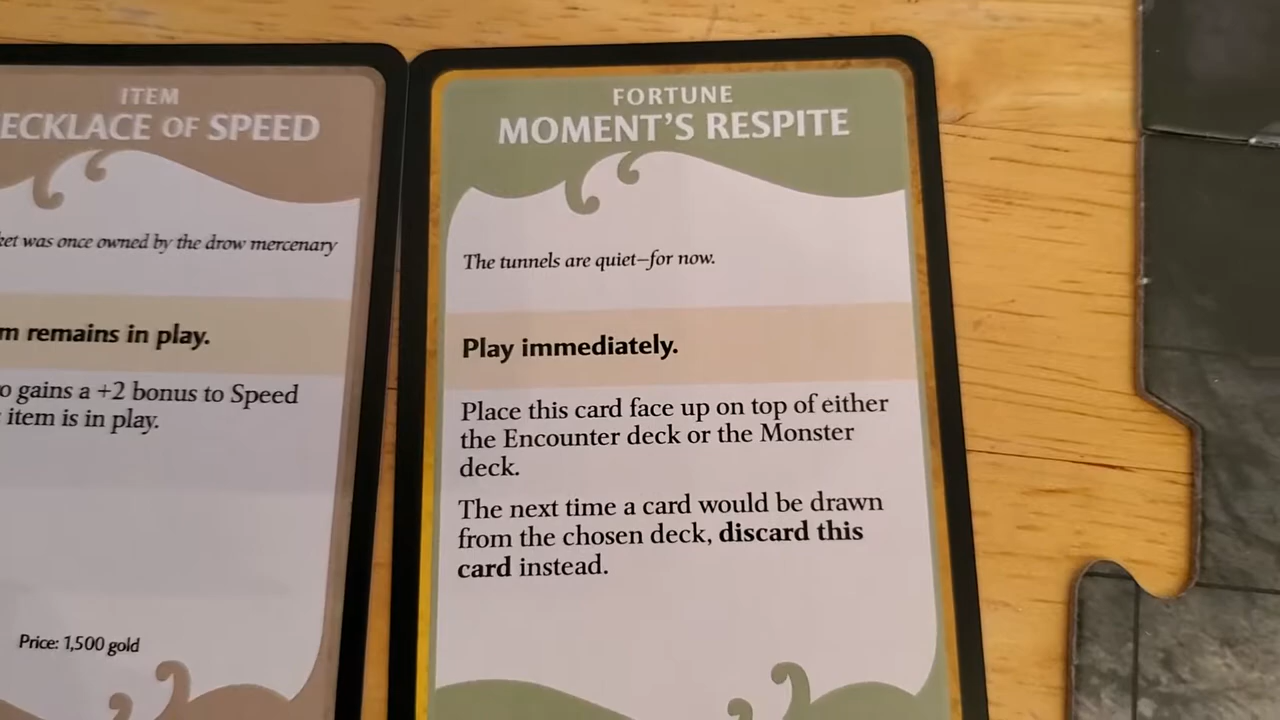 ITEM
ECKLACE OF SPEED
ket was once owned by the drow mercenary
m remains in play.
o gains a +2 bonus to Speed
item is in play.
Price: 1,500 gold
FORTUNE
MOMENT'S RESPITE
The tunnels are quiet—for now.
Play immediately.
Place this card face up on top of either
the Encounter deck or the Monster
deck.
The next time a card would be drawn
from the chosen deck, discard this
card instead.